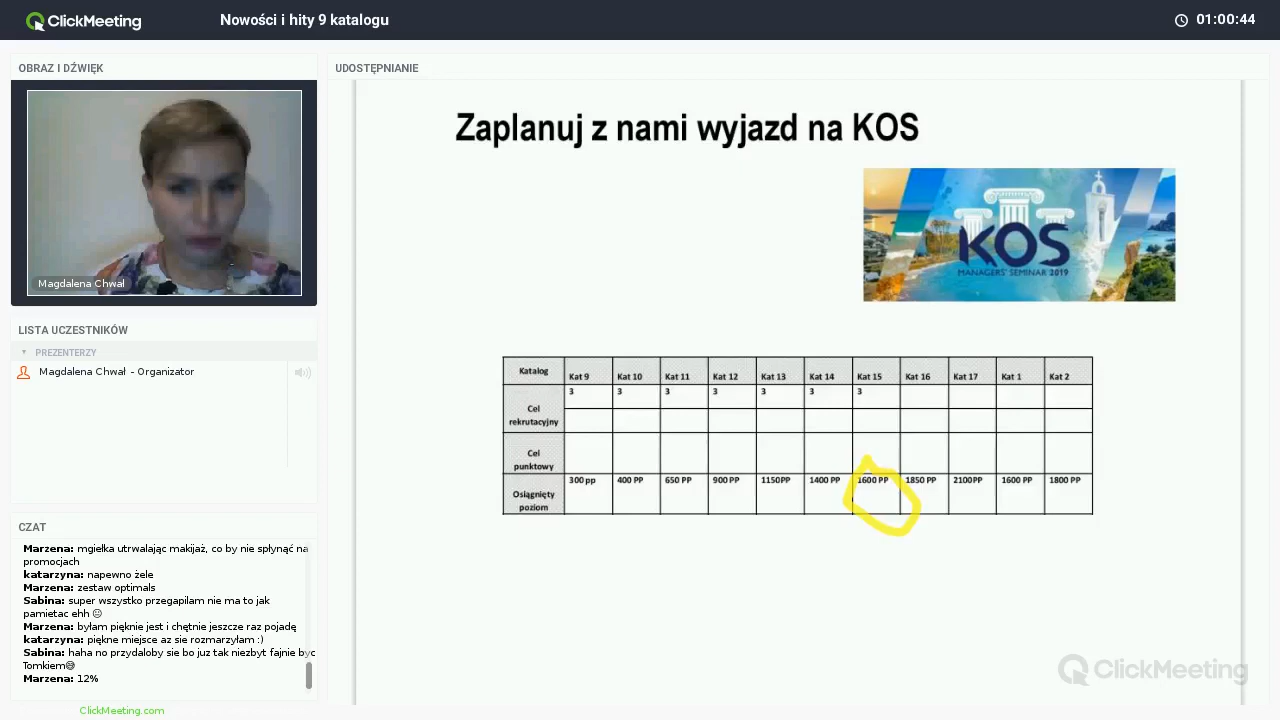 ClickMeeting
Nowości i hity 9 katalogu
01:00:44
OBRAZ I DŹWIĘK
Magdalena Chwał
LISTA UCZESTNIKÓW
PREZENTERZY
Magdalena Chwał - Organizator
CZAT
Marzena: mgiełka utrwalając makijaż, co by nie spłynąć na
promocjach
katarzyna: napewno żele
Marzena: zestaw optimals
Sabina: super wszystko przegapilam nie ma to jak
pamietac ehh
Marzena: byłam pięknie jest i chętnie jeszcze raz pojadę
katarzyna: piękne miejsce az sie rozmarzyłam :)
Sabina: haha no przydaloby sie bo juz tak niezbyt fajnie byc
Tomkiem😅
Marzena: 12%
ClickMeeting.com
UDOSTĘPNIANIE
Zaplanuj z nami wyjazd na KOS
KOS
MANAGERS' SEMINAR 2019
Katalog Kat 9 Kat 10 Kat 11 Kat 12 Kat 13 Kat 14 Kat 15 Kat 16 Kat 17 Kat 1 Kat 2
3 3 3 3 3 3 3
Cel
rekrutacyjny
Cel
punktowy
300 pp 400 PP 650 PP 900 PP 1150PP 1400 PP 1600 PP 1850 PP 2100PP 1600 PP 1800 PP
Osiągnięty
poziom
ClickMeeting